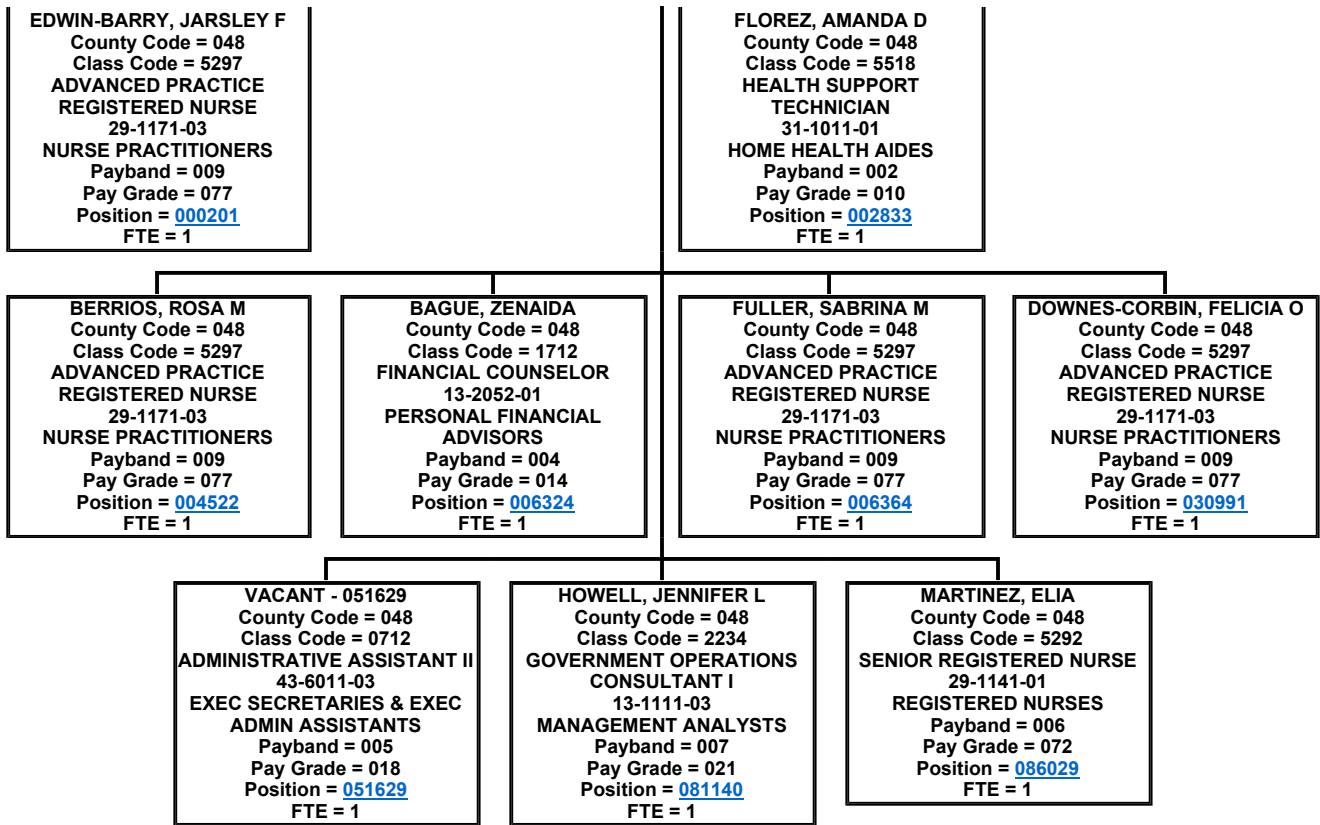 EDWIN-BARRY, JARSLEY F
County Code = 048
Class Code = 5297
ADVANCED PRACTICE
REGISTERED NURSE
29-1171-03
NURSE PRACTITIONERS
Payband = 009
Pay Grade = 077
Position = 000201
FTE = 1
FLOREZ, AMANDA D
County Code = 048
Class Code = 5518
HEALTH SUPPORT
TECHNICIAN
31-1011-01
HOME HEALTH AIDES
Payband = 002
Pay Grade = 010
Position = 002833
FTE = 1
BERRIOS, ROSA M
County Code = 048
Class Code = 5297
ADVANCED PRACTICE
REGISTERED NURSE
29-1171-03
NURSE PRACTITIONERS
Payband = 009
Pay Grade = 077
Position = 004522
FTE = 1
BAGUE, ZENAIDA
County Code = 048
Class Code = 1712
FINANCIAL COUNSELOR
13-2052-01
PERSONAL FINANCIAL
ADVISORS
Payband = 004
Pay Grade = 014
Position = 006324
FTE = 1
FULLER, SABRINA M
County Code = 048
Class Code = 5297
ADVANCED PRACTICE
REGISTERED NURSE
29-1171-03
NURSE PRACTITIONERS
Payband = 009
Pay Grade = 077
Position = 006364
FTE = 1
DOWNES-CORBIN, FELICIA O
County Code = 048
Class Code = 5297
ADVANCED PRACTICE
REGISTERED NURSE
29-1171-03
NURSE PRACTITIONERS
Payband = 009
Pay Grade = 077
Position = 030991
FTE = 1
VACANT - 051629
County Code = 048
Class Code = 0712
ADMINISTRATIVE ASSISTANT II
43-6011-03
EXEC SECRETARIES & EXEC
ADMIN ASSISTANTS
Payband = 005
Pay Grade = 018
Position = 051629
FTE = 1
HOWELL, JENNIFER L
County Code = 048
Class Code = 2234
GOVERNMENT OPERATIONS
CONSULTANT I
13-1111-03
MANAGEMENT ANALYSTS
Payband = 007
Pay Grade = 021
Position = 081140
FTE = 1
MARTINEZ, ELIA
County Code = 048
Class Code = 5292
SENIOR REGISTERED NURSE
29-1141-01
REGISTERED NURSES
Payband = 006
Pay Grade = 072
Position = 086029
FTE = 1